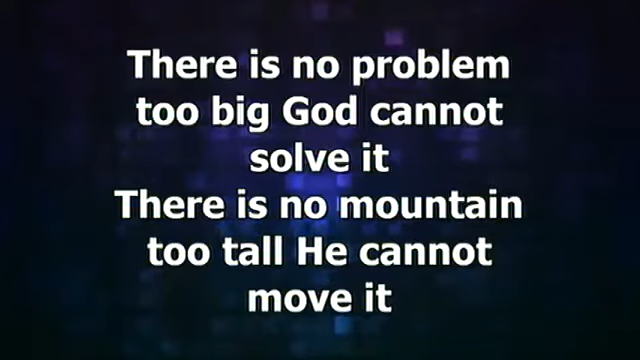 There is no problem
too big God cannot
solve it
There is no mountain
too tall He cannot
move it